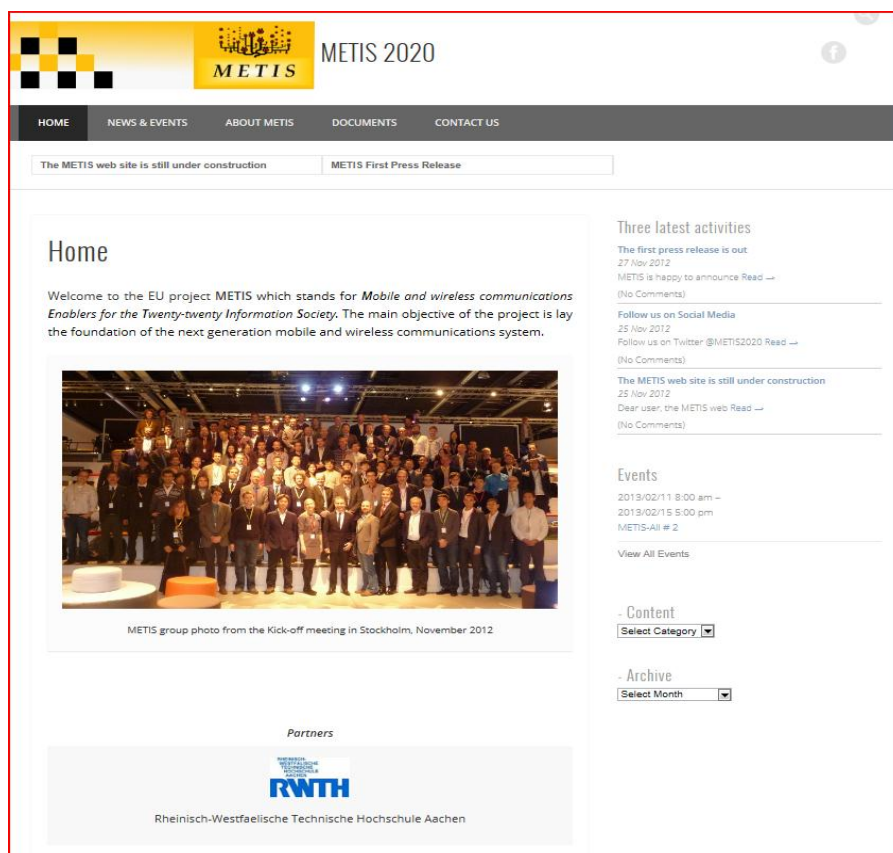 METIS
METIS 2020
f
HOME NEWS & EVENTS ABOUT METIS DOCUMENTS CONTACT US
The METIS web site is still under construction METIS First Press Release
Home
Welcome to the EU project METIS which stands for Mobile and wireless communications
Enablers for the Twenty-twenty Information Society. The main objective of the project is lay
the foundation of the next generation mobile and wireless communications system.
METIS group photo from the Kick-off meeting in Stockholm, November 2012
Partners
RHEINISCH-
WESTFÄLISCHE
TECHNISCHE
HOCHSCHULE
AACHEN
RWTH
Rheinisch-Westfaelische Technische Hochschule Aachen
Three latest activities
The first press release is out
27 Nov 2012
METIS is happy to announce Read →
(No Comments)
Follow us on Social Media
25 Nov 2012
Follow us on Twitter @METIS2020 Read →
(No Comments)
The METIS web site is still under construction
25 Nov 2012
Dear user, the METIS web Read →
(No Comments)
Events
2013/02/11 8:00 am –
2013/02/15 5:00 pm
METIS-All # 2
View All Events
- Content
Select Category
- Archive
Select Month